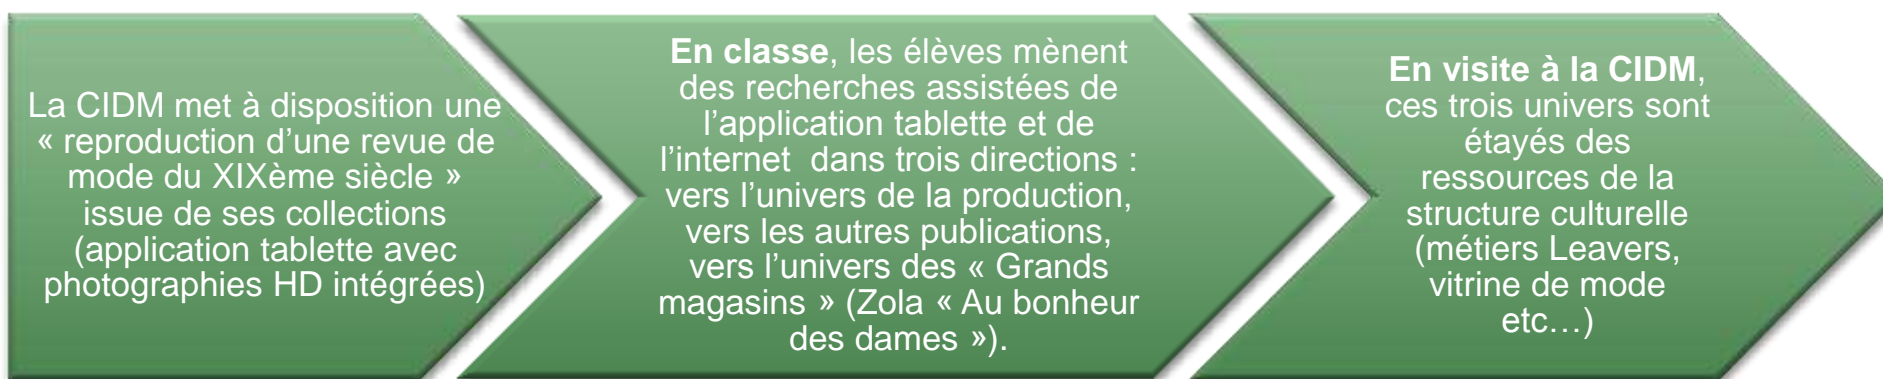 La CIDM met à disposition une
« reproduction d’une revue de
mode du XIXème siècle »
issue de ses collections
(application tablette avec
photographies HD intégrées)
En classe, les élèves mènent
des recherches assistées de
l’application tablette et de
l’internet dans trois directions :
vers l’univers de la production,
vers les autres publications,
vers l’univers des « Grands
magasins » (Zola « Au bonheur
des dames »).
En visite à la CIDM,
ces trois univers sont
étayés des
ressources de la
structure culturelle
(métiers Leavers,
vitrine de mode
etc…)